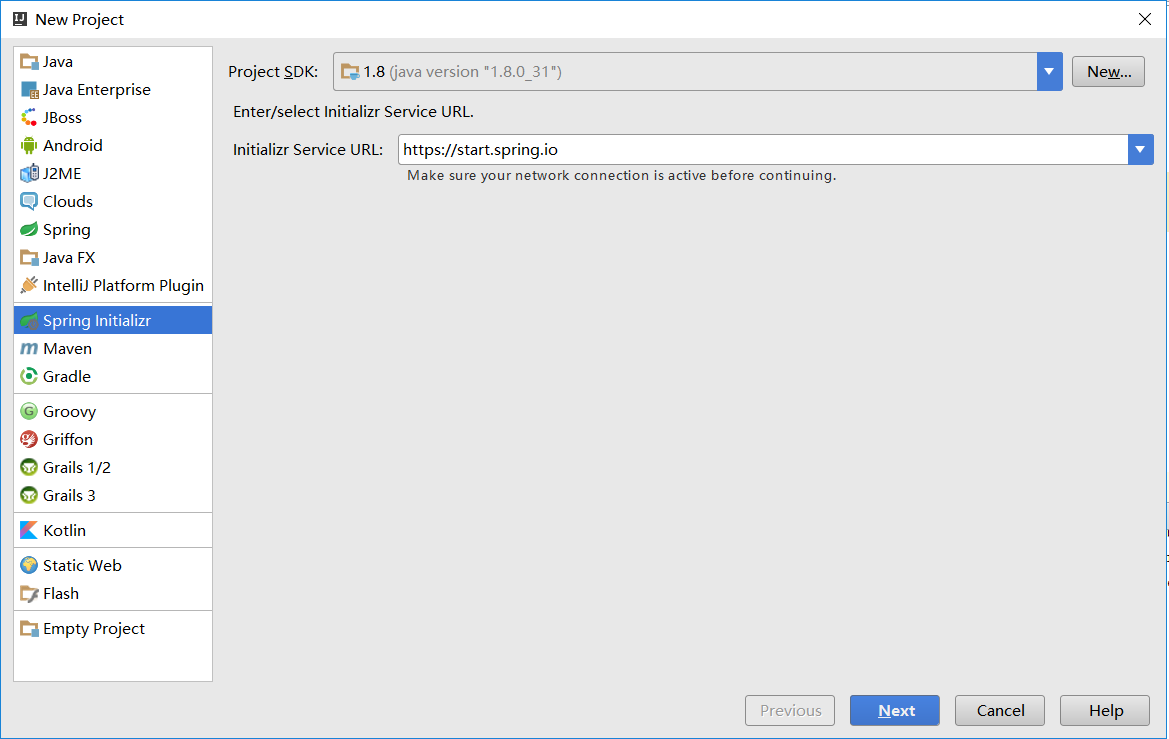 New Project
Java
Java Enterprise
JBoss
Android
J2ME
Clouds
Spring
Java FX
IntelliJ Platform Plugin
Spring Initializr
Maven
Gradle
Groovy
Griffon
Grails 1/2
Grails 3
Kotlin
Static Web
Flash
Empty Project
Project SDK: 1.8 (java version "1.8.0_31") New...
Enter/select Initializr Service URL.
Initializr Service URL: https://start.spring.io
Make sure your network connection is active before continuing.
Previous Next Cancel Help